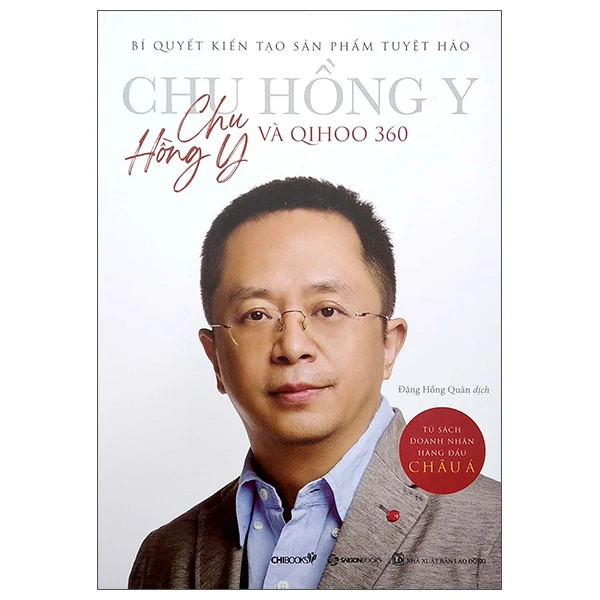 BÍ QUYẾT KIẾN TẠO SẢN PHẨM TUYỆT HẢO
CHU HỒNG Y
Chu
Hồng Y
VÀ QIHOO 360
Đặng Hồng Quân dịch
TỦ SÁCH
DOANH NHÂN
HÀNG ĐẦU
CHÂU Á
CHIBOOKS
SAIGONBOOKS
LĐ NHÀ XUẤT BẢN LAO ĐỘNG